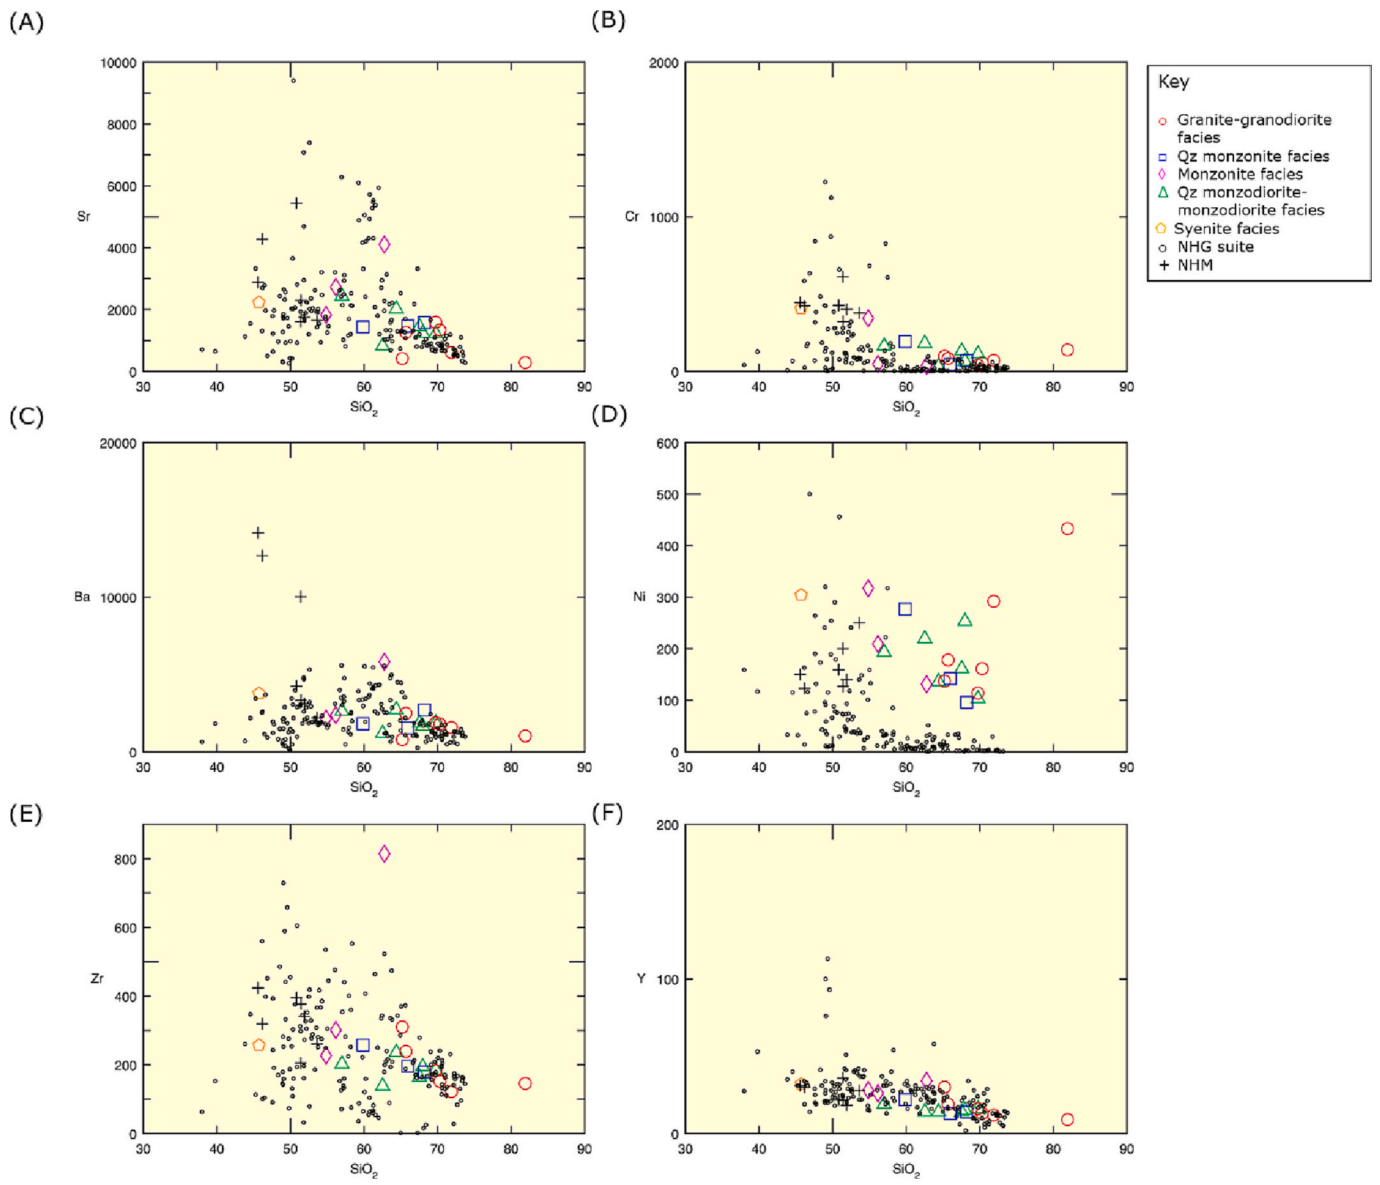 (A)
(B)
10000
8000
6000
4000
2000
0
Sr
30 40 50 60 70 80 90
SiO2
2000
1000
0
Cr
30 40 50 60 70 80 90
SiO2
Key
Granite-granodiorite
facies
Qz monzonite facies
Monzonite facies
Qz monzodiorite-
monzodiorite facies
Syenite facies
NHG suite
NHM
(C)
(D)
20000
10000
0
Ba
30 40 50 60 70 80 90
SiO2
600
500
400
300
200
100
0
Ni
30 40 50 60 70 80 90
SiO2
(E)
(F)
800
600
400
200
0
Zr
30 40 50 60 70 80 90
SiO2
200
100
0
Y
30 40 50 60 70 80 90
SiO2